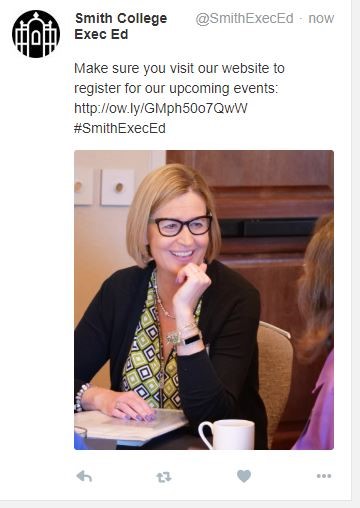 Smith College @SmithExecEd · now
Exec Ed
Make sure you visit our website to
register for our upcoming events:
http://ow.ly/GMph50o7QwW
#SmithExecEd